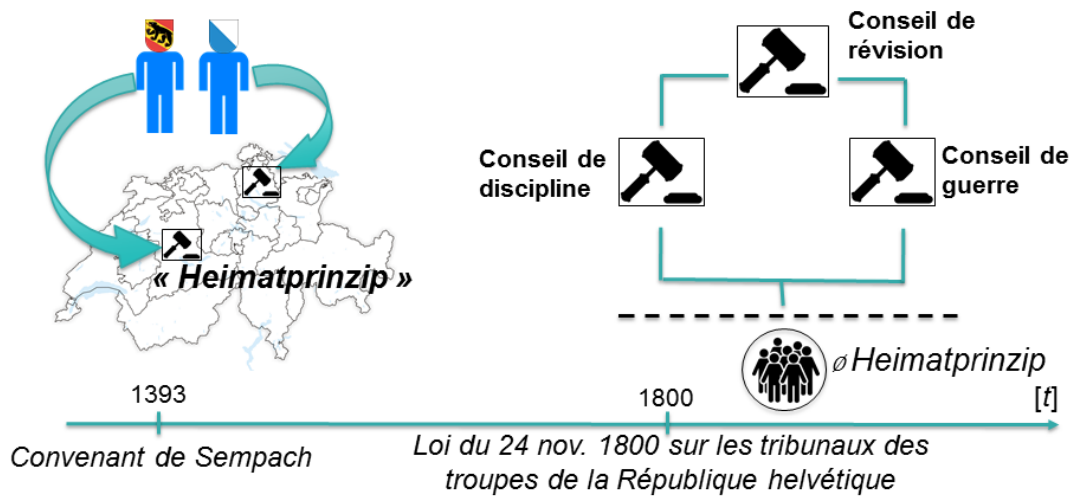 Conseil de
révision
Conseil de
discipline
Conseil de
guerre
« Heimatprinzip »
ø Heimatprinzip
1393
1800
[t]
Convenant de Sempach
Loi du 24 nov. 1800 sur les tribunaux des
troupes de la République helvétique